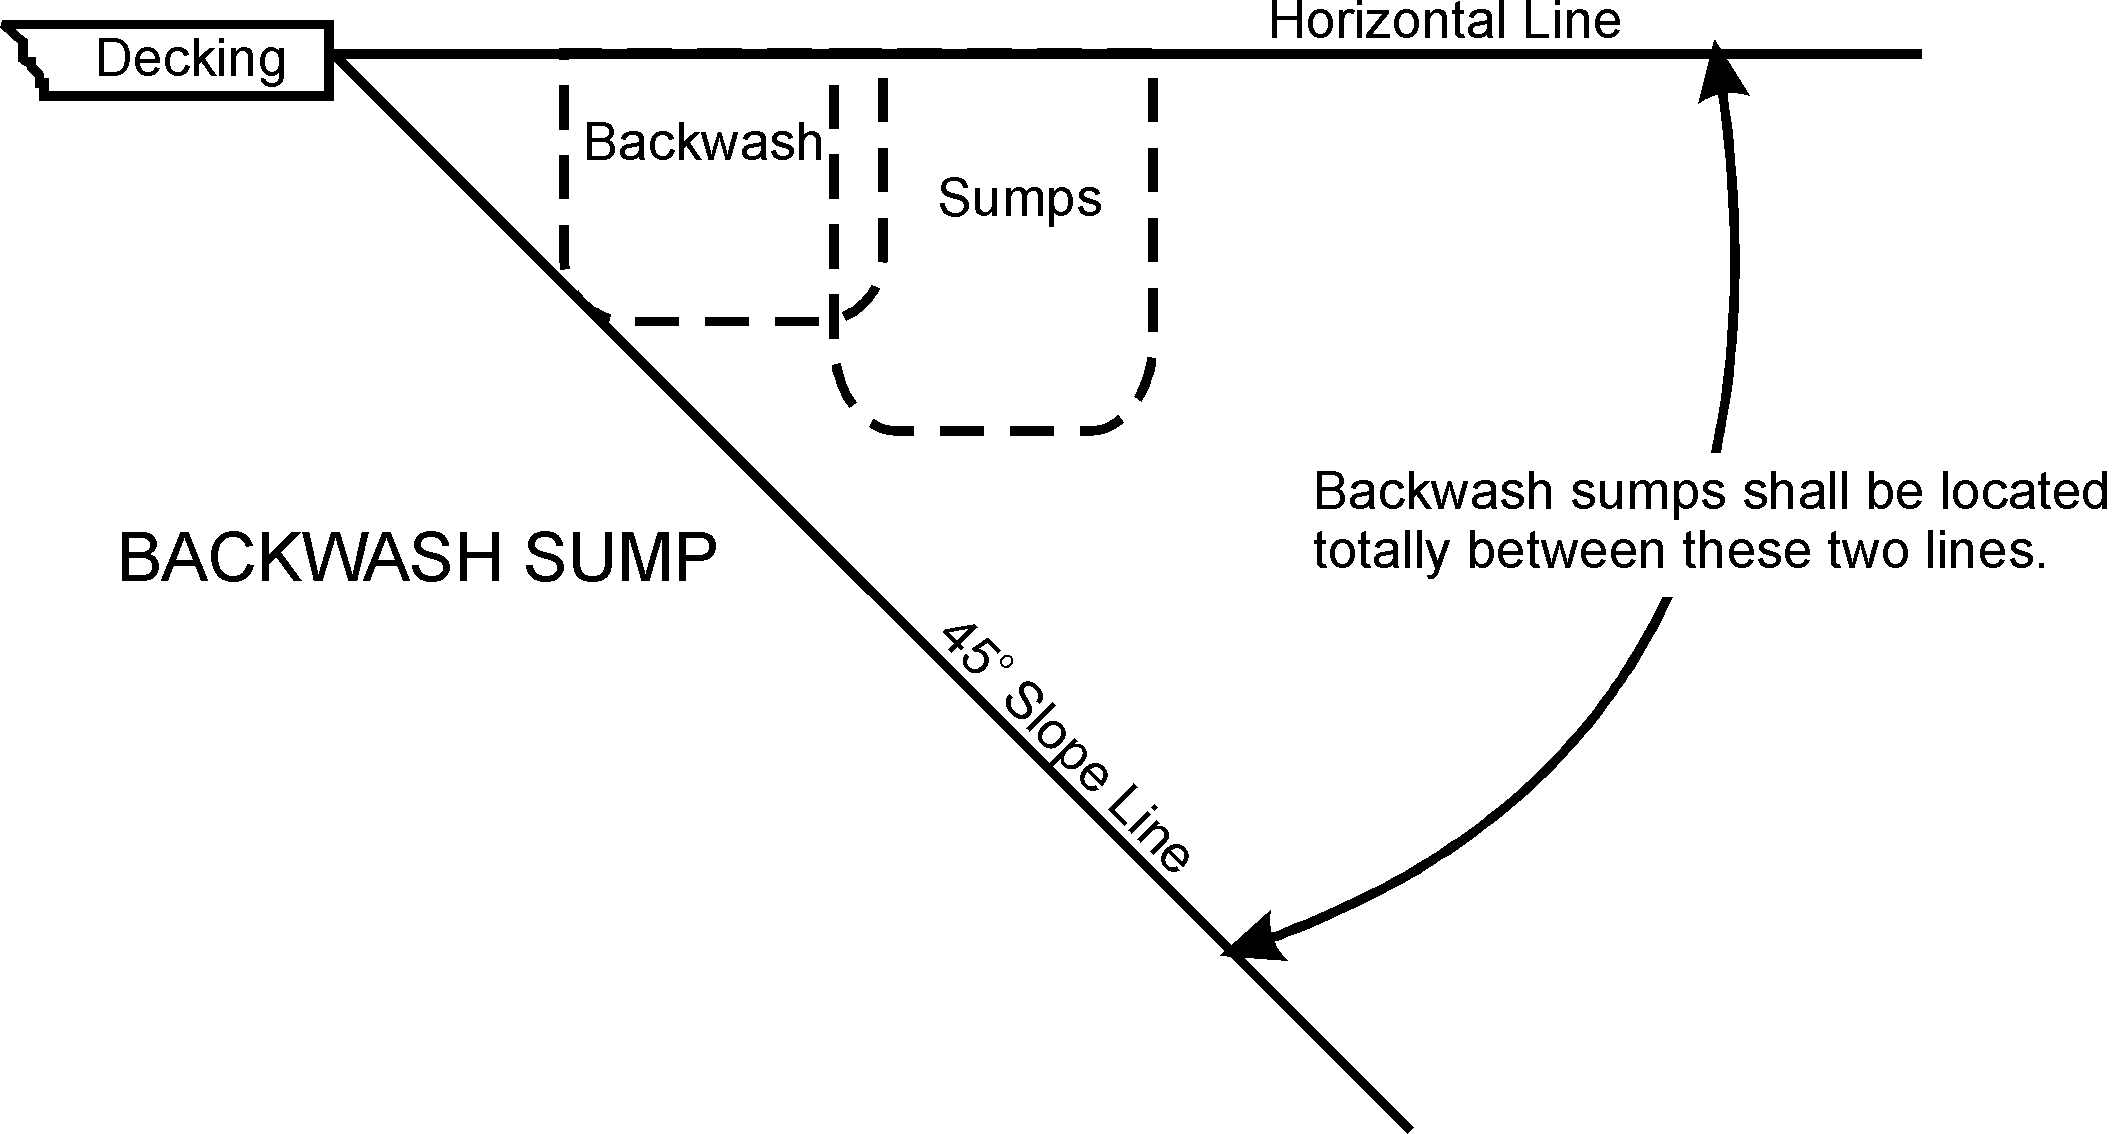 Horizontal Line
Decking
Backwash
Sumps
Backwash sumps shall be located
totally between these two lines.
BACKWASH SUMP
45° Slope Line